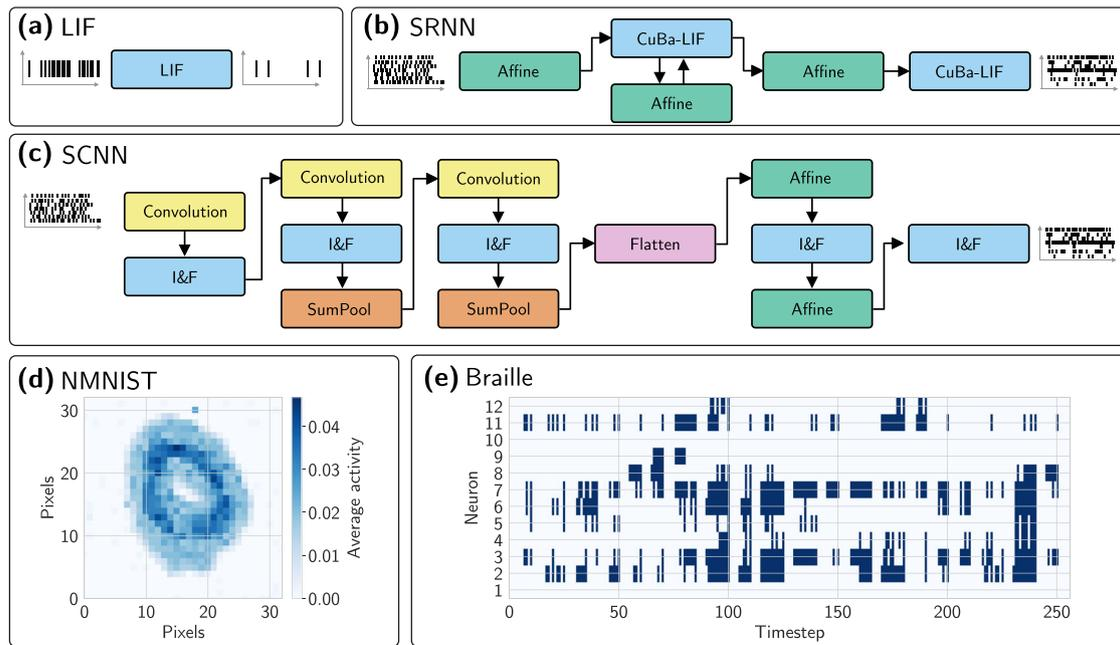 (a) LIF
LIF
(b) SRNN
Affine
CuBa-LIF
Affine
Affine
CuBa-LIF
(c) SCNN
Convolution
I&F
Convolution
I&F
SumPool
Convolution
I&F
SumPool
Flatten
Affine
I&F
Affine
I&F
(d) NMNIST
30
20
10
0
Pixels
0 10 20 30
Pixels
0.04
0.03
0.02
0.01
0.00
Average activity
(e) Braille
12
11
10
9
8
7
6
5
4
3
2
1
Neuron
0 50 100 150 200 250
Timestep